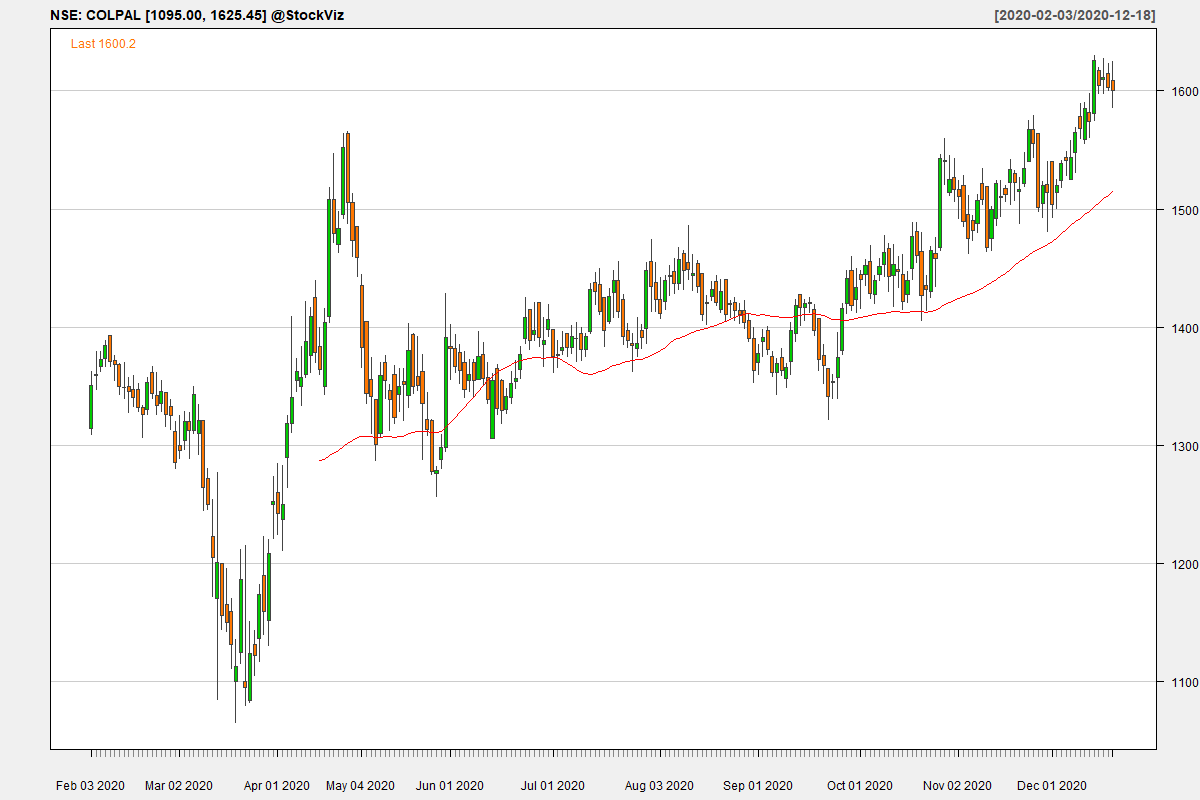 NSE: COLPAL [1095.00, 1625.45] @StockViz [2020-02-03/2020-12-18]
Last 1600.2
1600
1500
1400
1300
1200
1100
Feb 03 2020 Mar 02 2020 Apr 01 2020 May 04 2020 Jun 01 2020 Jul 01 2020 Aug 03 2020 Sep 01 2020 Oct 01 2020 Nov 02 2020 Dec 01 2020